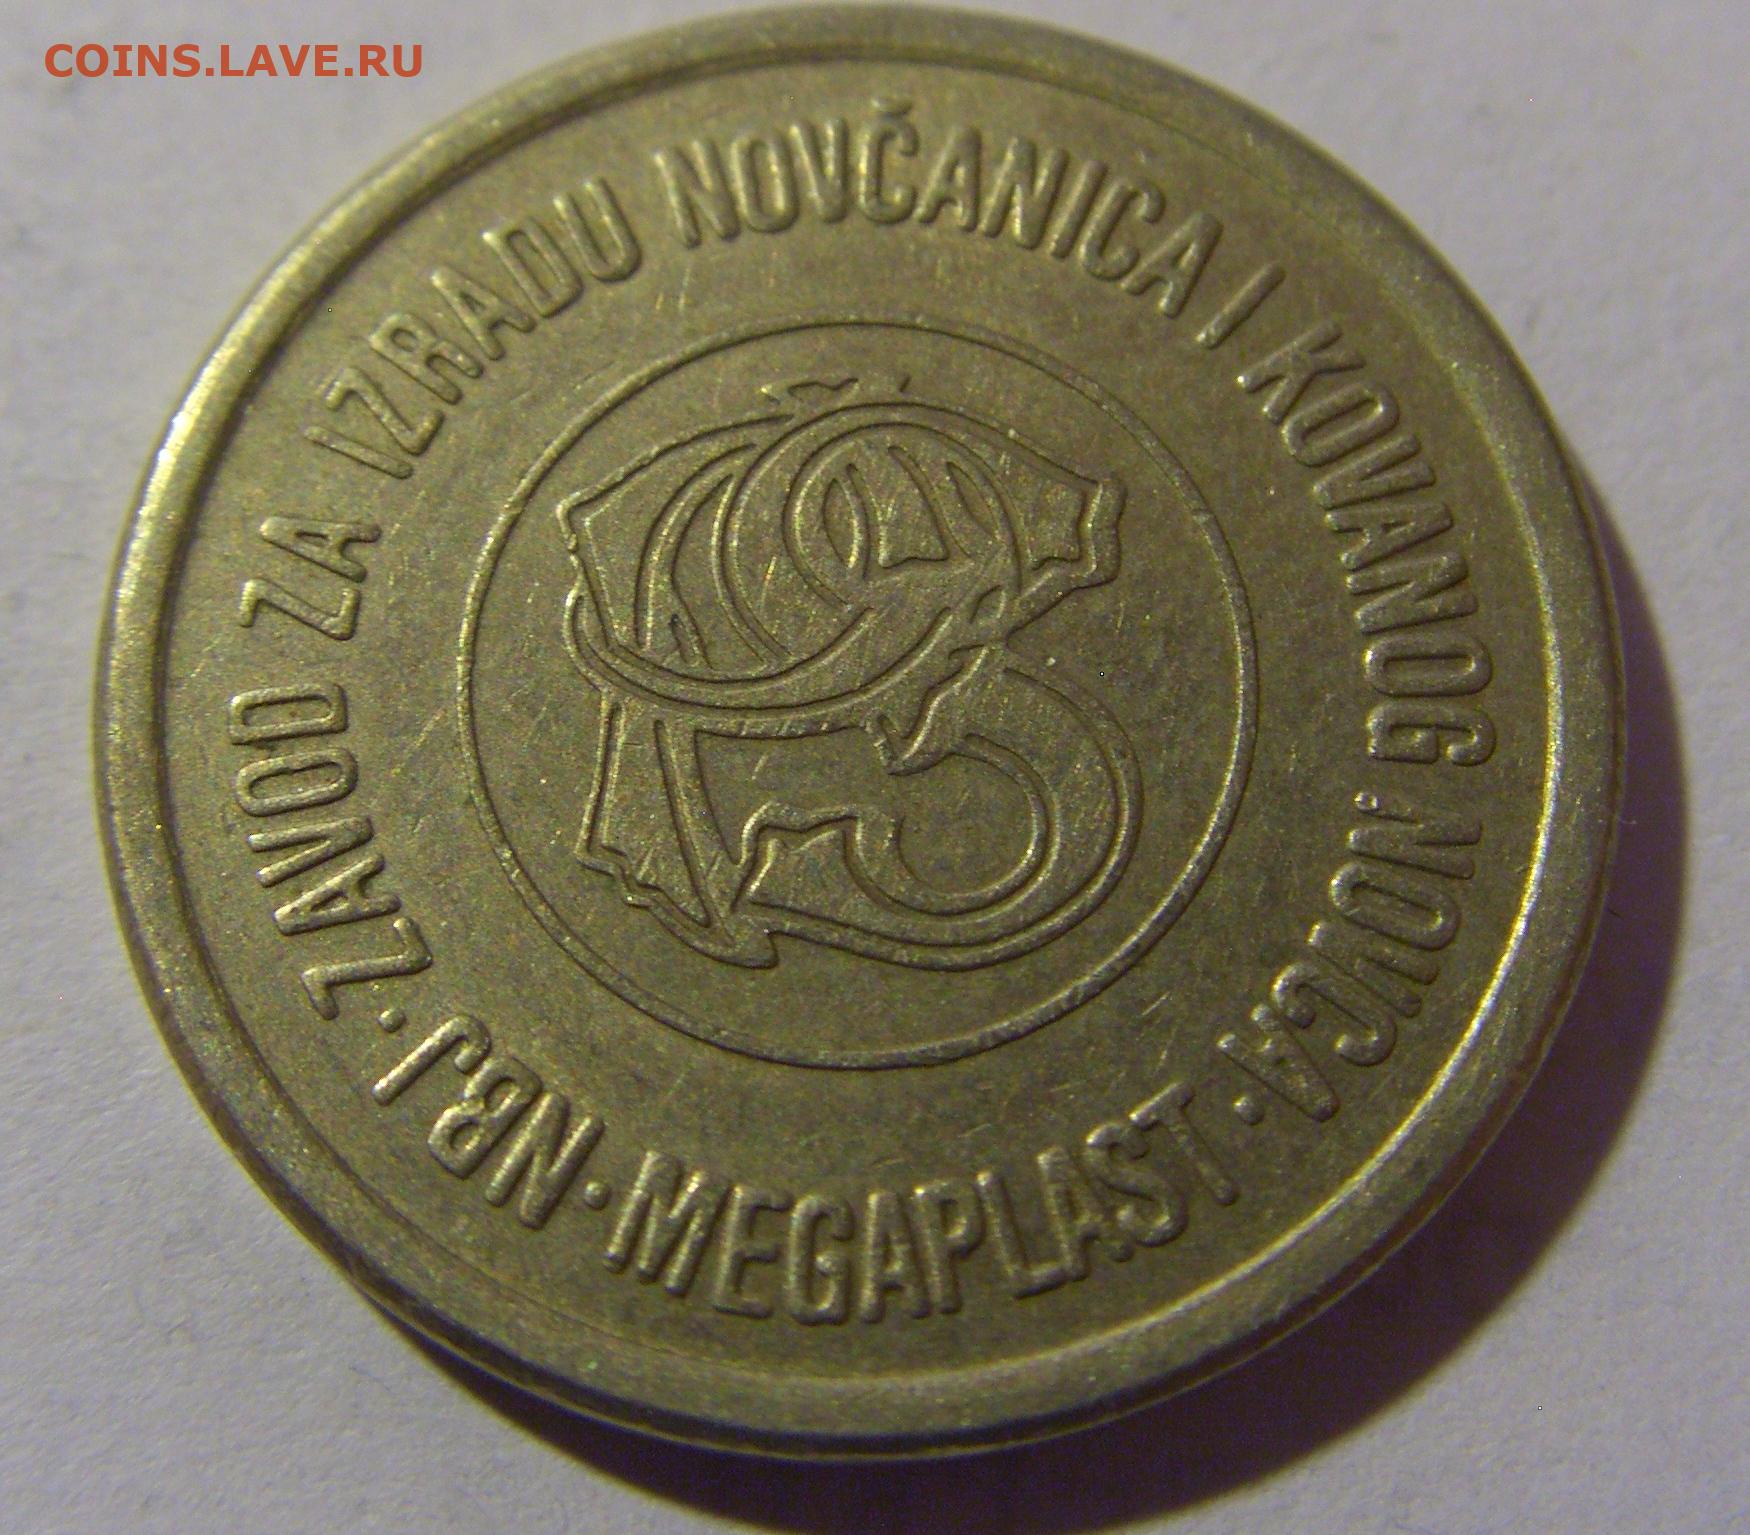 COINS.LAVE.RU
ZAVOD ZA IZRADU NOVČANICA I KOVANOG NOVCA · MEGAPLAST · NBJ ·